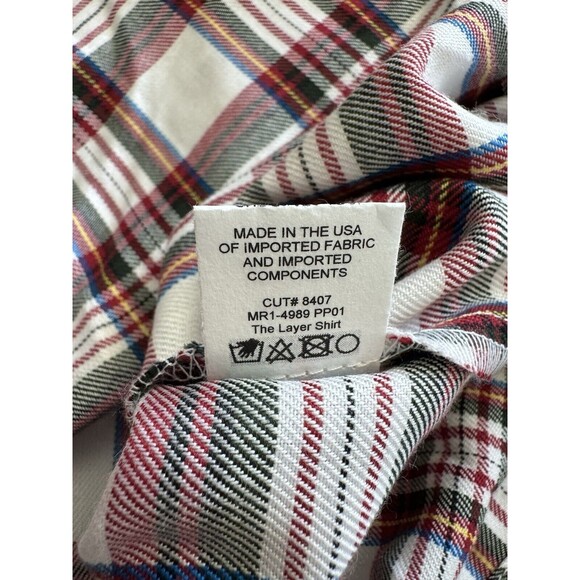 MADE IN THE USA
OF IMPORTED FABRIC
AND IMPORTED
COMPONENTS
CUT# 8407
MR1-4989 PP01
The Layer Shirt